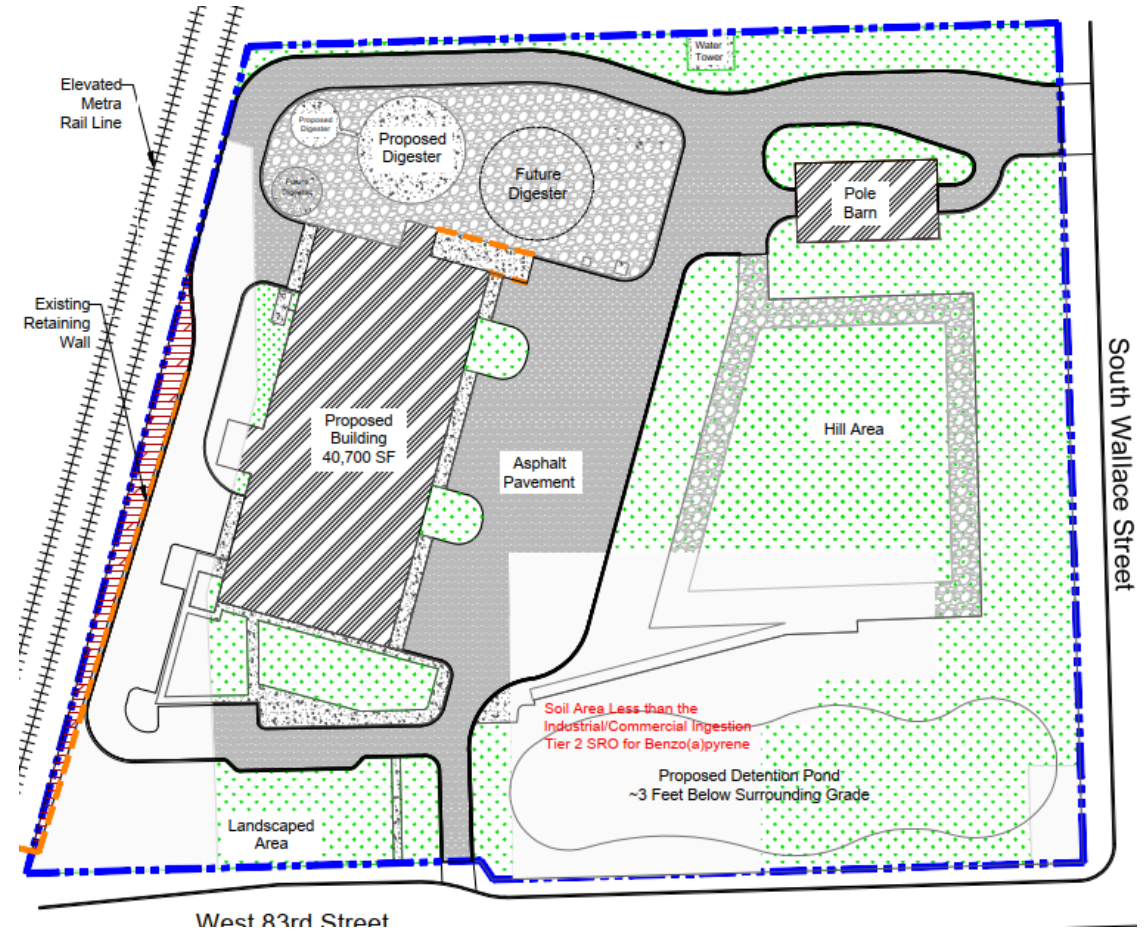 Water
Tower
Elevated
Metra
Rail Line
Proposed
Digester
Proposed
Digester
Future
Digester
Future
Digester
Pole
Barn
Existing
Retaining
Wall
South Wallace Street
Proposed
Building
40,700 SF
Hill Area
Asphalt
Pavement
Soil Area Less than the
Industrial/Commercial Ingestion
Tier 2 SRO for Benzo(a)pyrene
Proposed Detention Pond
~3 Feet Below Surrounding Grade
Landscaped
Area
West 83rd Street